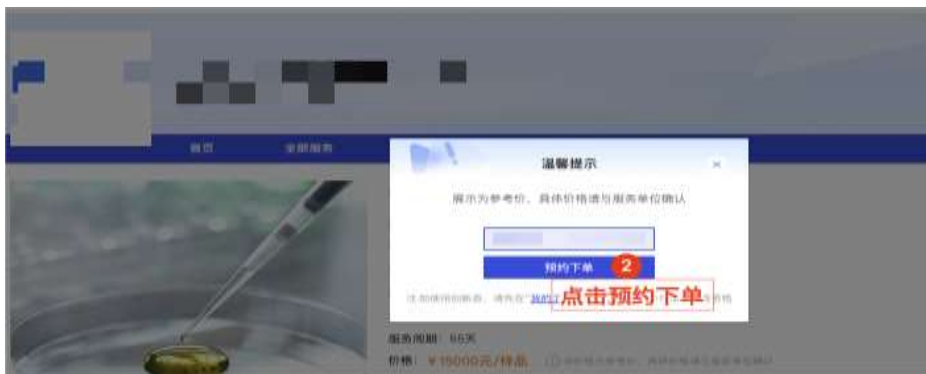 首页 全部服务
温馨提示
展示为参考价，具体价格请与服务单位确认
预约下单 2
点击预约下单
服务周期：65天
价格：￥15000元/样品